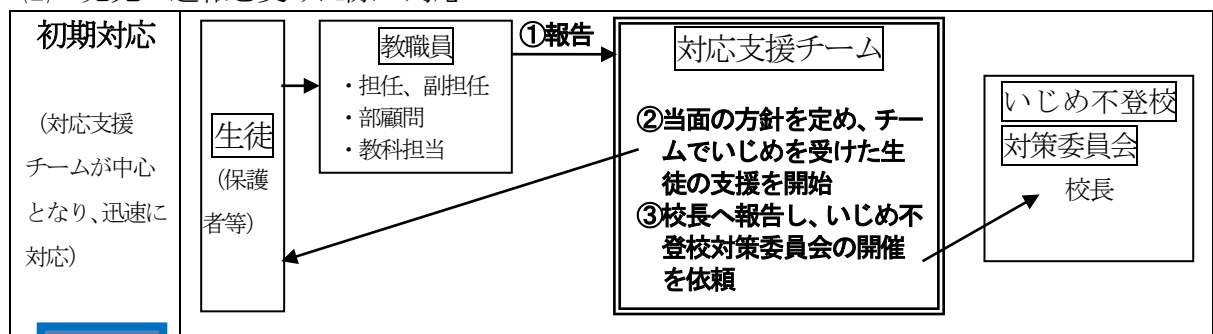 初期対応
(対応支援
チームが中心
となり、迅速に
対応)
生徒
(保護
者等)
教職員
・担任、副担任
・部顧問
・教科担当
①報告
対応支援チーム
②当面の方針を定め、チー
ムでいじめを受けた生
徒の支援を開始
③校長へ報告し、いじめ不
登校対策委員会の開催
を依頼
いじめ不登校
対策委員会
校長